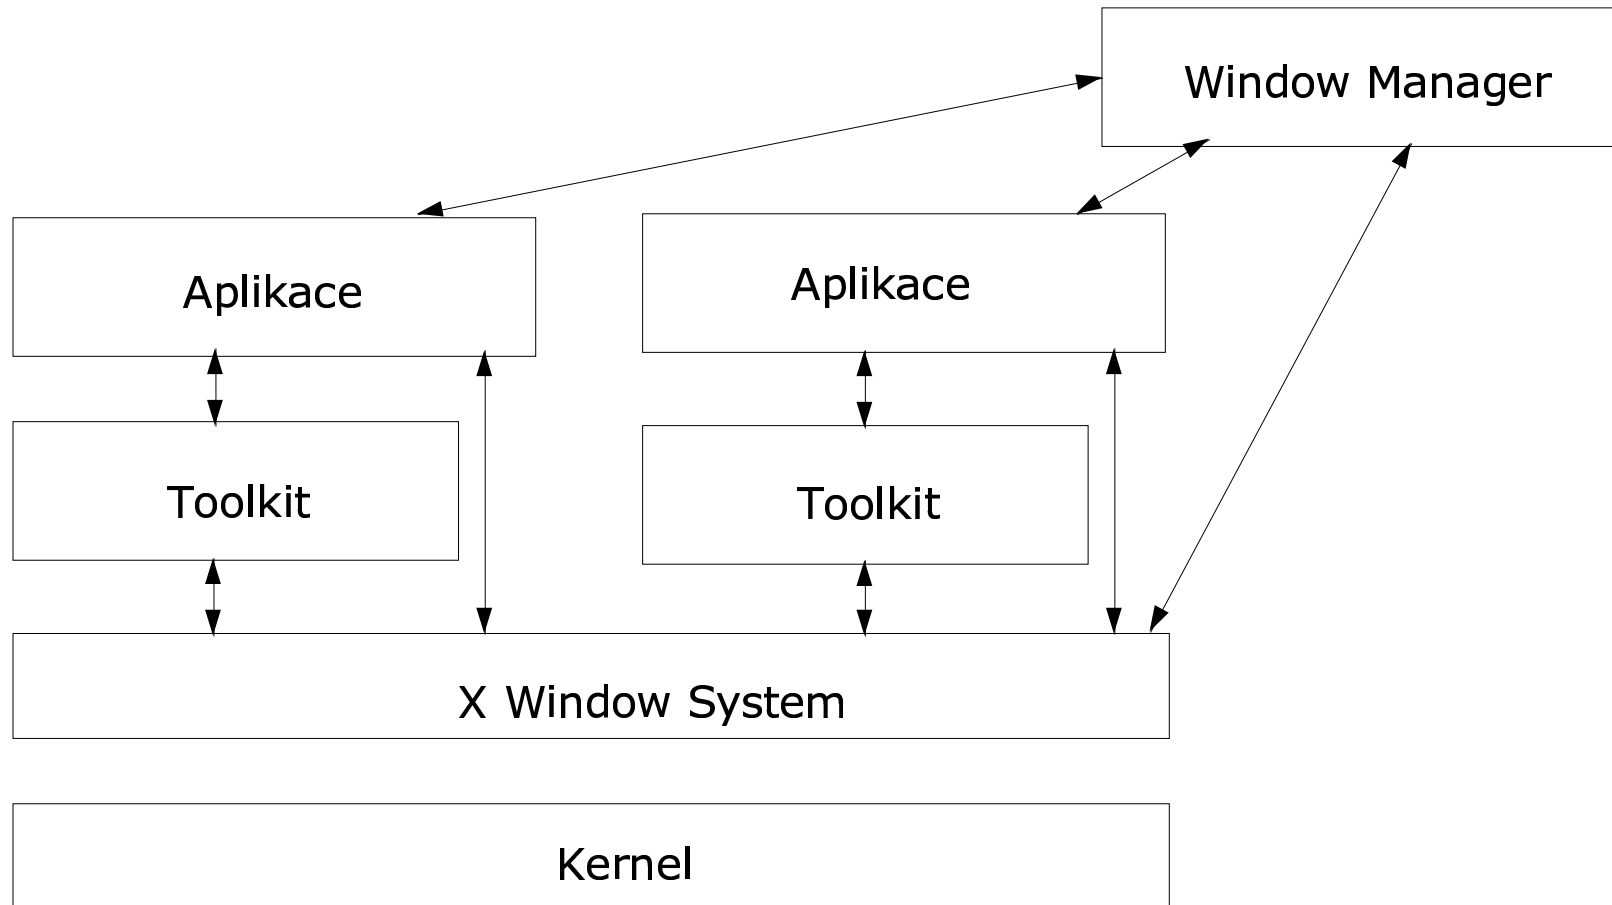 Window Manager
Aplikace
Aplikace
Toolkit
Toolkit
X Window System
Kernel